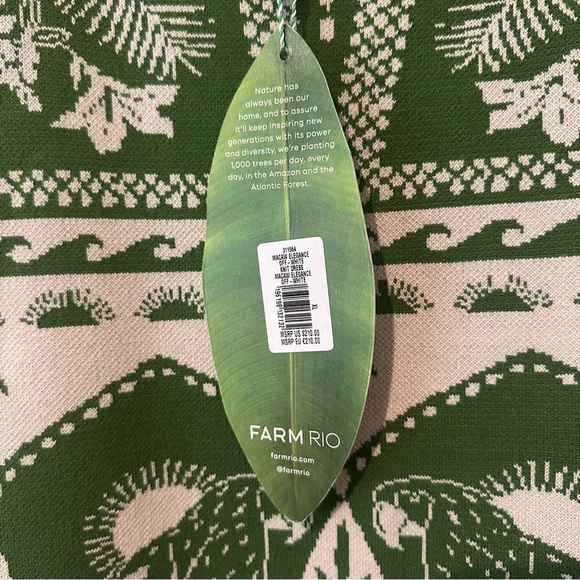 Nature has
always been our
home, and to assure
it'll keep inspiring new
generations with its power
and diversity, we're planting
1,000 trees per day, every
day, in the Amazon and the
Atlantic Forest.
311564
MACAW ELEGANCE
OFF-WHITE
KNIT DRESS
MACAW ELEGANCE
OFF-WHITE
XL
MSRP US $210.00
MSRP EU €210.00
FARM RIO
farmrio.com
@farmrio